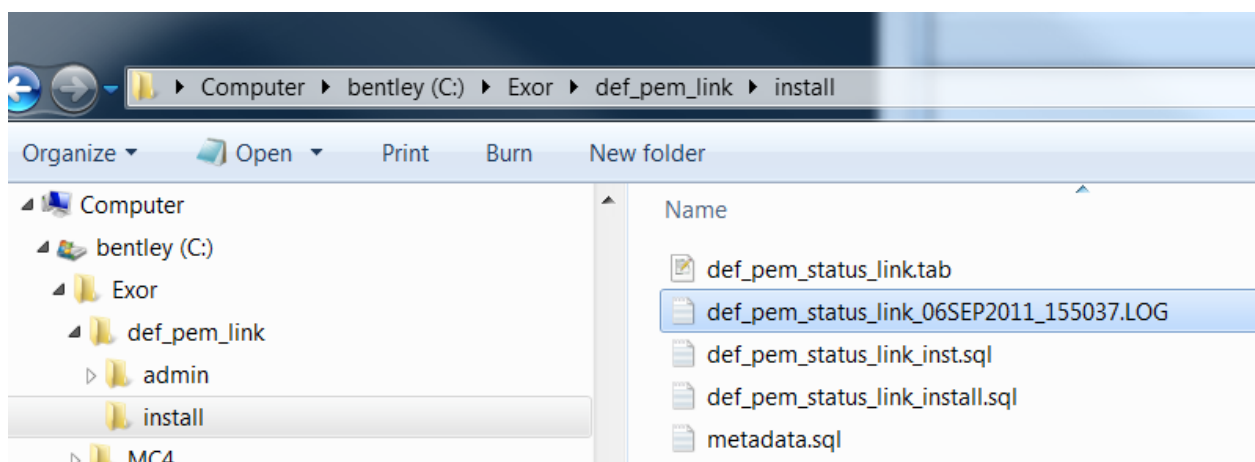 Computer bentley (C:) Exor def_pem_link install
Organize Open Print Burn New folder
Computer
bentley (C:)
Exor
def_pem_link
admin
install
MC4
Name
def_pem_status_link.tab
def_pem_status_link_06SEP2011_155037.LOG
def_pem_status_link_inst.sql
def_pem_status_link_install.sql
metadata.sql